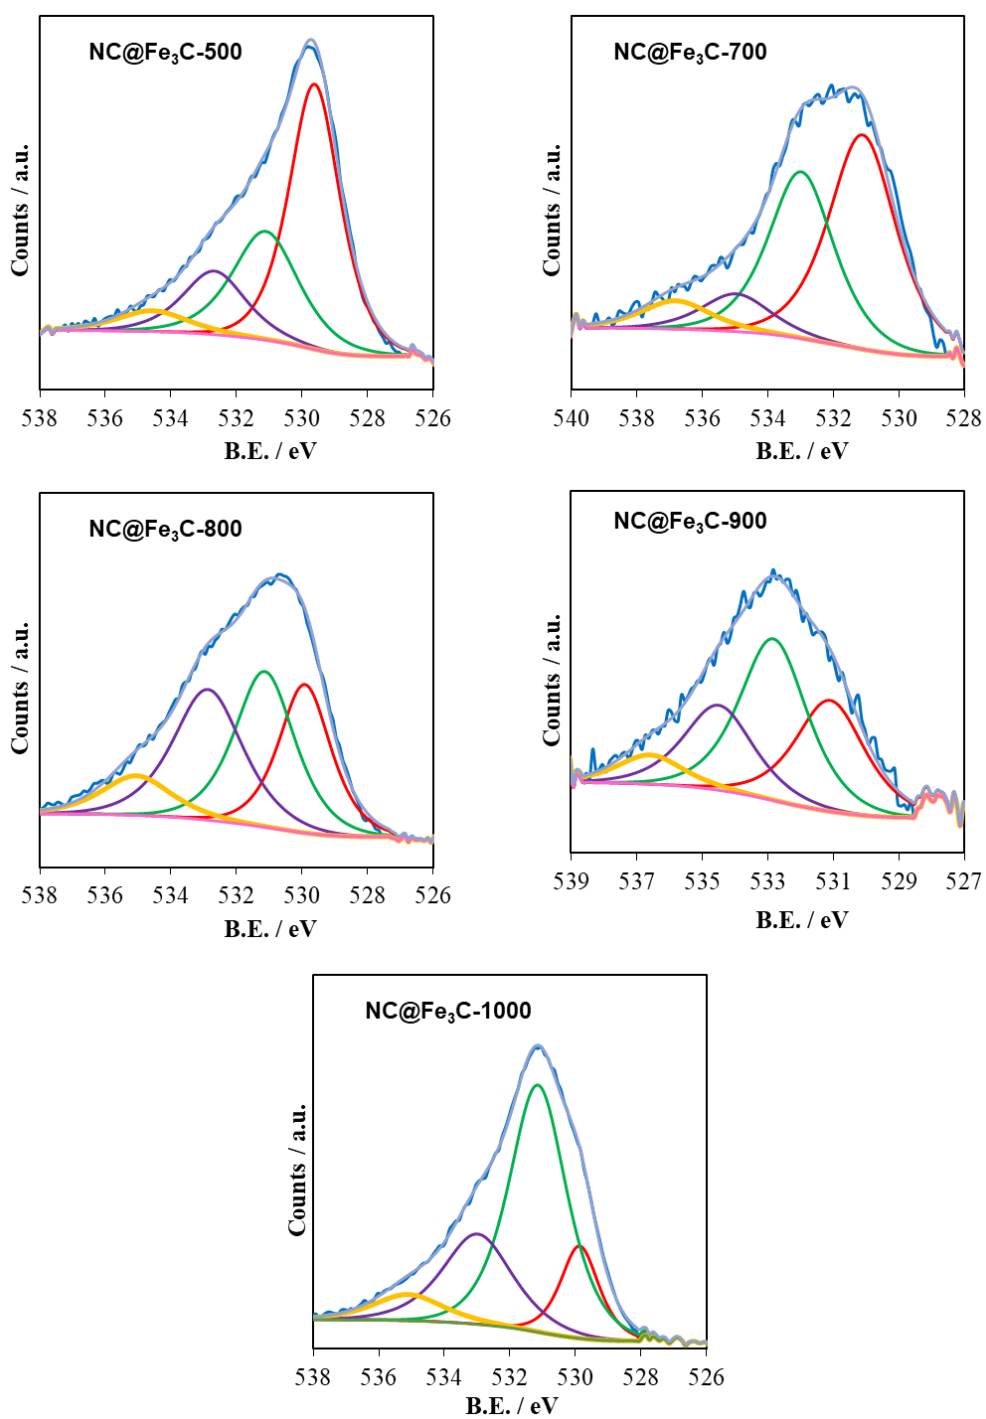 NC@Fe₃C-500
Counts / a.u.
538 536 534 532 530 528 526
B.E. / eV
NC@Fe₃C-700
Counts / a.u.
540 538 536 534 532 530 528
B.E. / eV
NC@Fe₃C-800
Counts / a.u.
538 536 534 532 530 528 526
B.E. / eV
NC@Fe₃C-900
Counts / a.u.
539 537 535 533 531 529 527
B.E. / eV
NC@Fe₃C-1000
Counts / a.u.
538 536 534 532 530 528 526
B.E. / eV